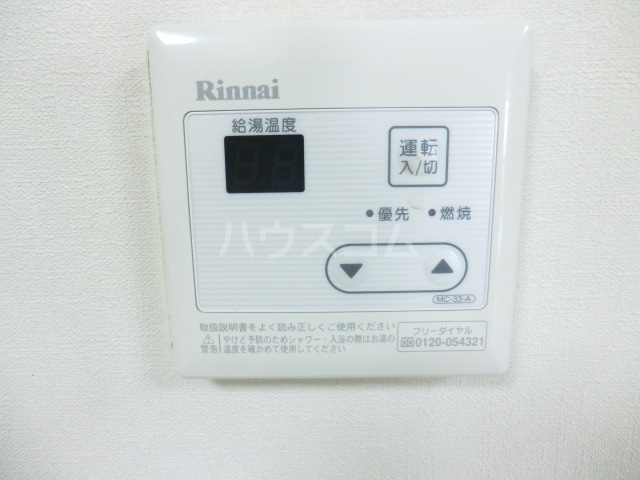 Rinnai
給湯温度
運転
入/切
優先
燃焼
ハウスコム
▼
▲
MC-33-A
取扱説明書をよく読み正しくご使用ください
警告
やけど予防のためシャワー・入浴の際はお湯の
温度を確かめて使用してください
フリーダイヤル
0120-054321